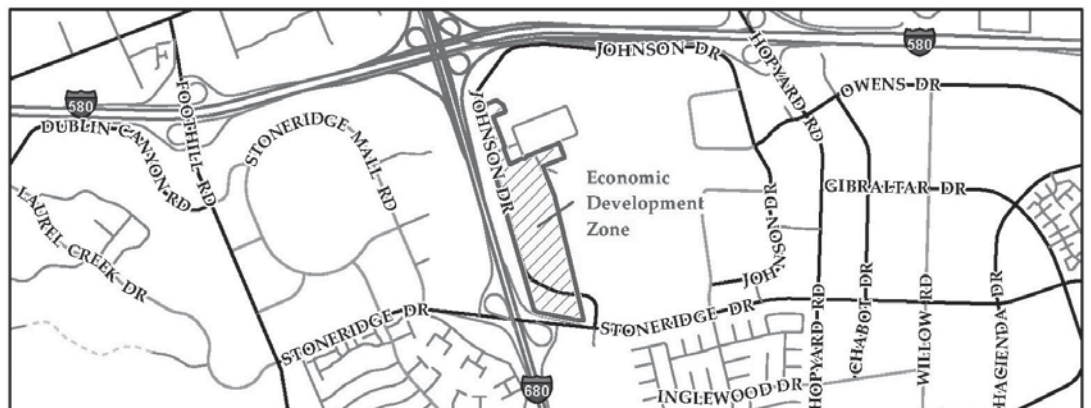 JOHNSON DR
HOPYARD RD
580
580
OWENS DR
FOOTHILL RD
JOHNSON DR
DUBLIN CANYON RD
STONERIDGE MALL RD
Economic
Development
Zone
GIBRALTAR DR
LAUREL CREEK DR
JOHNSON DR
JOHNSON DR
STONERIDGE DR
STONERIDGE DR
STONERIDGE DR
HOPYARD RD
CHABOT DR
WILLOW RD
HACIENDA DR
680
INGLEWOOD DR